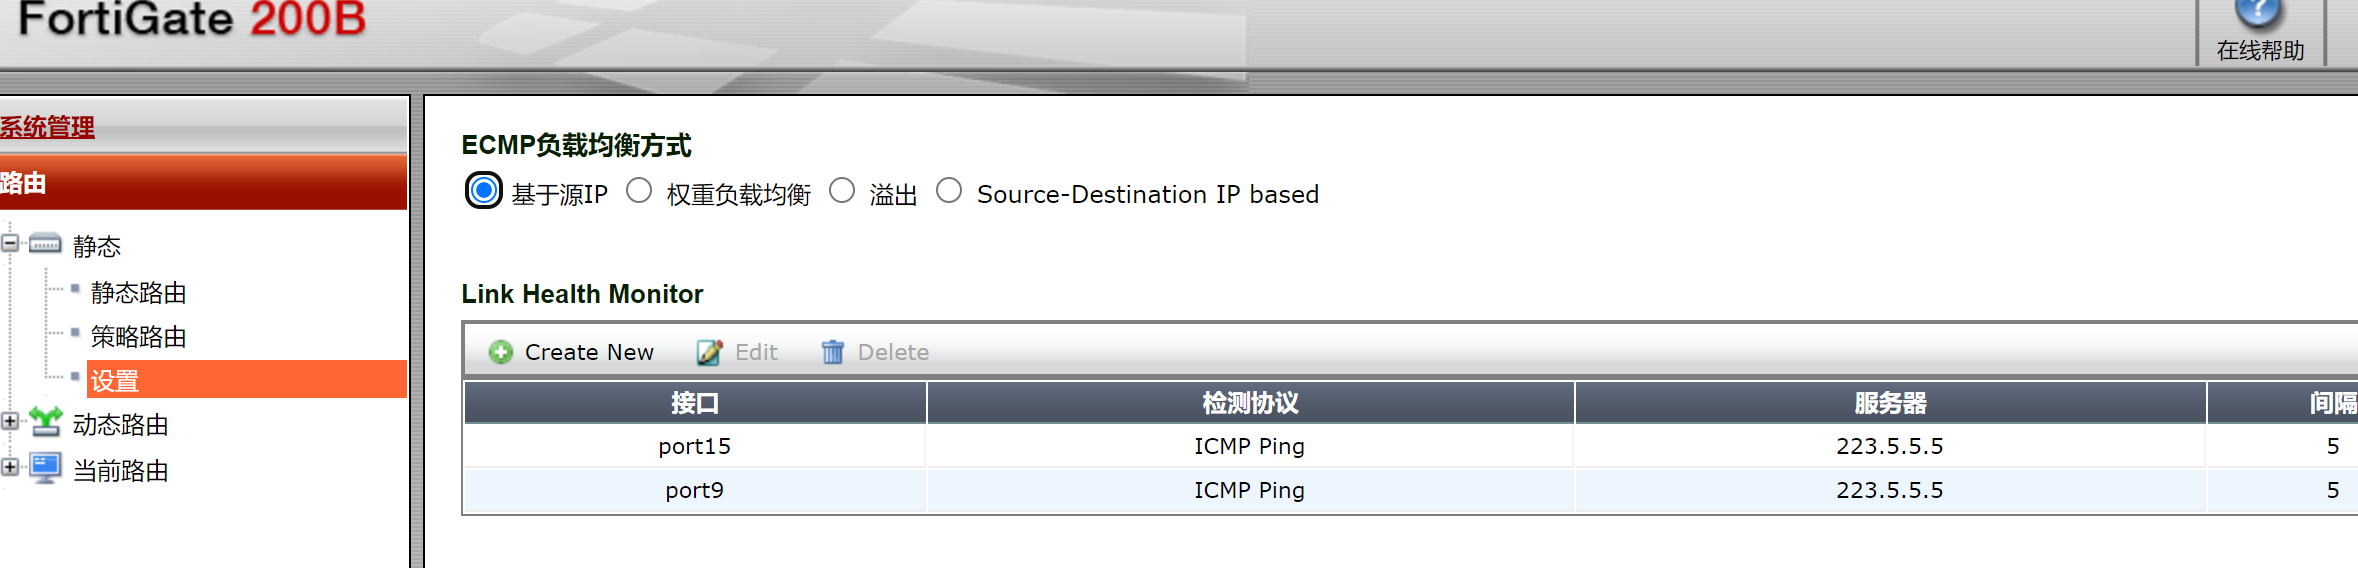 FortiGate 200B
在线帮助
系统管理
路由
静态
静态路由
策略路由
设置
动态路由
当前路由
ECMP负载均衡方式
基于源IP 权重负载均衡 溢出 Source-Destination IP based
Link Health Monitor
Create New Edit Delete
接口 检测协议 服务器 间隔
port15 ICMP Ping 223.5.5.5 5
port9 ICMP Ping 223.5.5.5 5